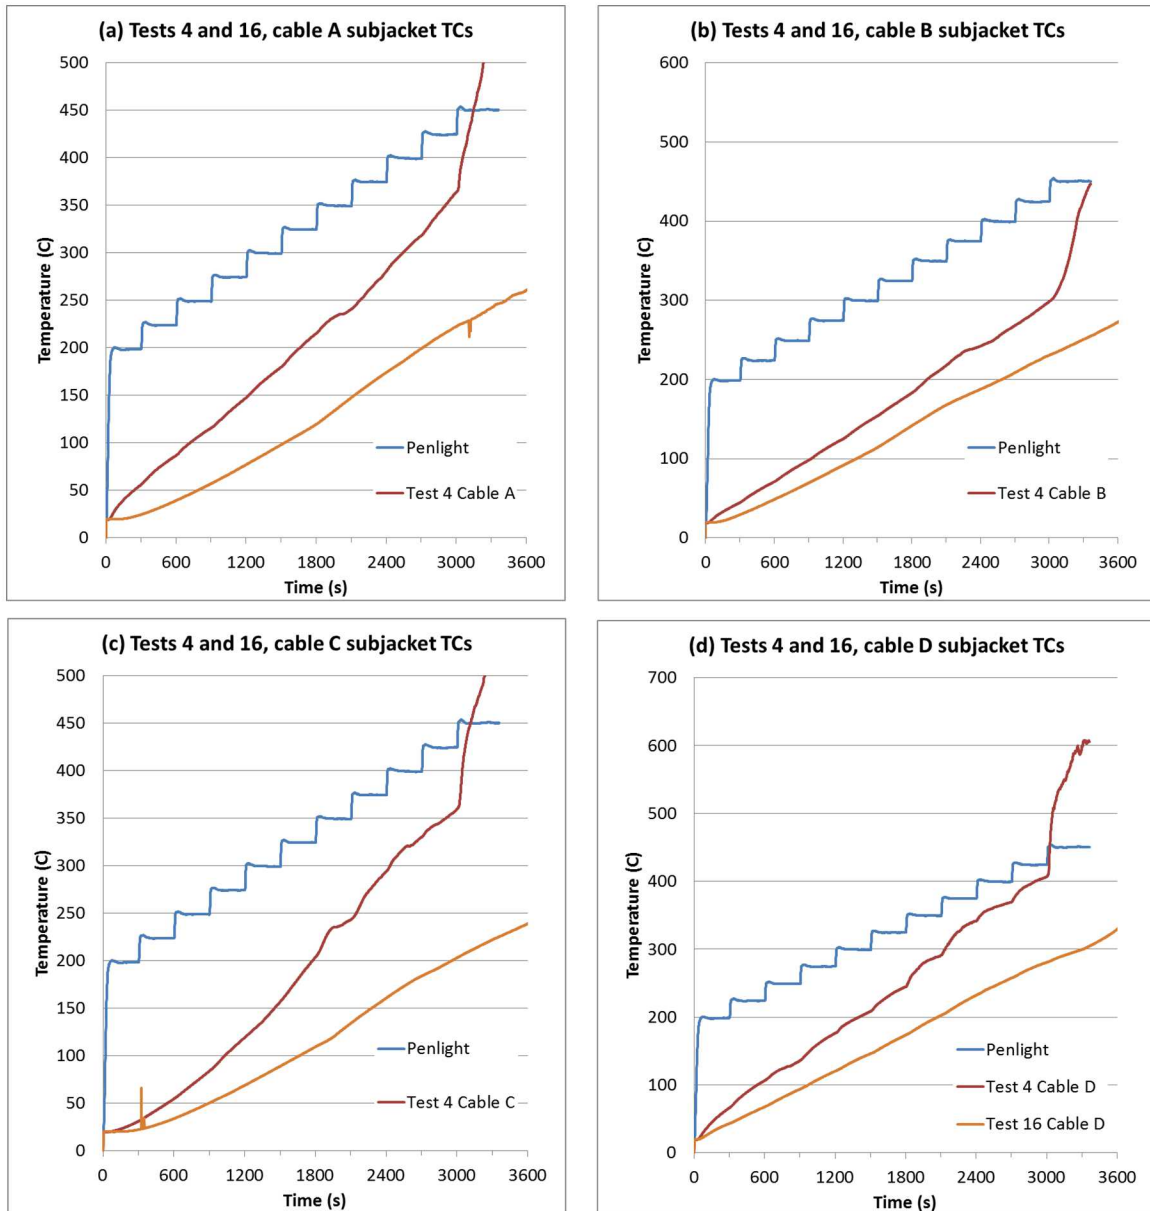 (a) Tests 4 and 16, cable A subjacket TCs
500
450
400
350
300
250
200
150
100
50
0
Temperature (C)
Penlight
Test 4 Cable A
0 600 1200 1800 2400 3000 3600
Time (s)
(b) Tests 4 and 16, cable B subjacket TCs
600
500
400
300
200
100
0
Temperature (C)
Penlight
Test 4 Cable B
0 600 1200 1800 2400 3000 3600
Time (s)
(c) Tests 4 and 16, cable C subjacket TCs
500
450
400
350
300
250
200
150
100
50
0
Temperature (C)
Penlight
Test 4 Cable C
0 600 1200 1800 2400 3000 3600
Time (s)
(d) Tests 4 and 16, cable D subjacket TCs
700
600
500
400
300
200
100
0
Temperature (C)
Penlight
Test 4 Cable D
Test 16 Cable D
0 600 1200 1800 2400 3000 3600
Time (s)